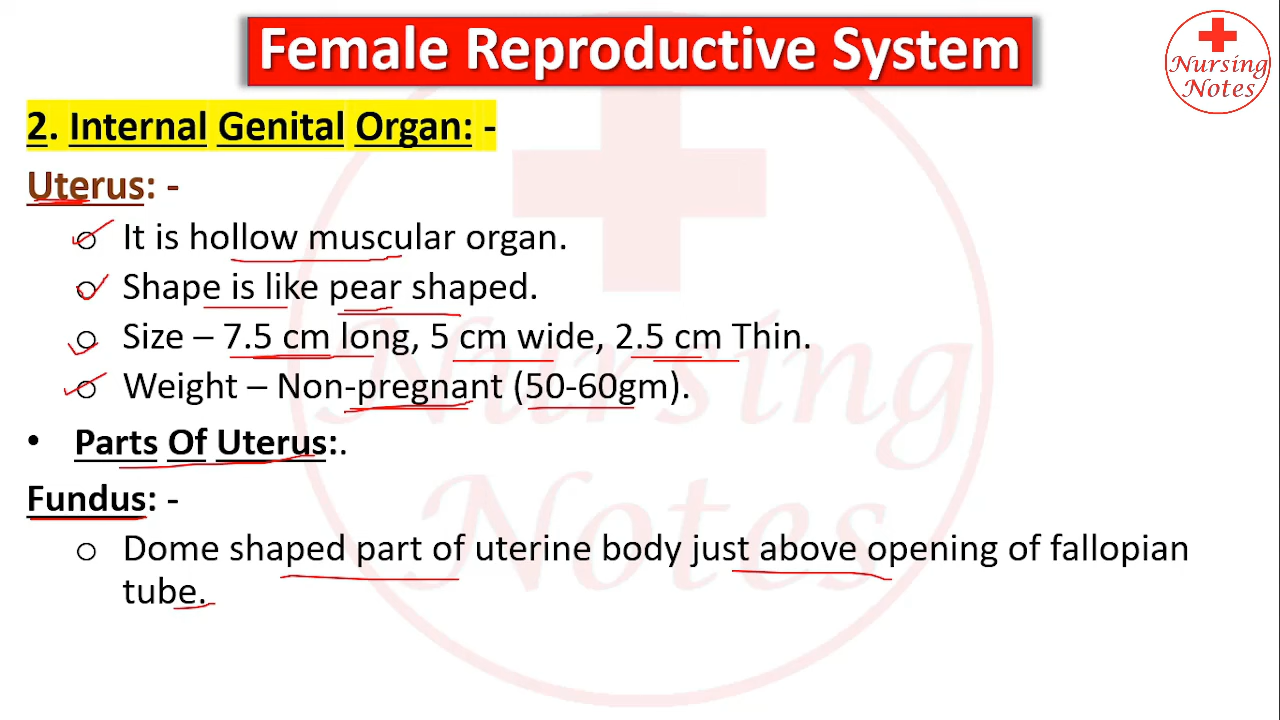 Female Reproductive System
Nursing
Notes
2. Internal Genital Organ: -
Uterus: -
o It is hollow muscular organ.
o Shape is like pear shaped.
o Size – 7.5 cm long, 5 cm wide, 2.5 cm Thin.
o Weight – Non-pregnant (50-60gm).
• Parts Of Uterus:.
Fundus: -
o Dome shaped part of uterine body just above opening of fallopian
tube.
Nursing
Notes